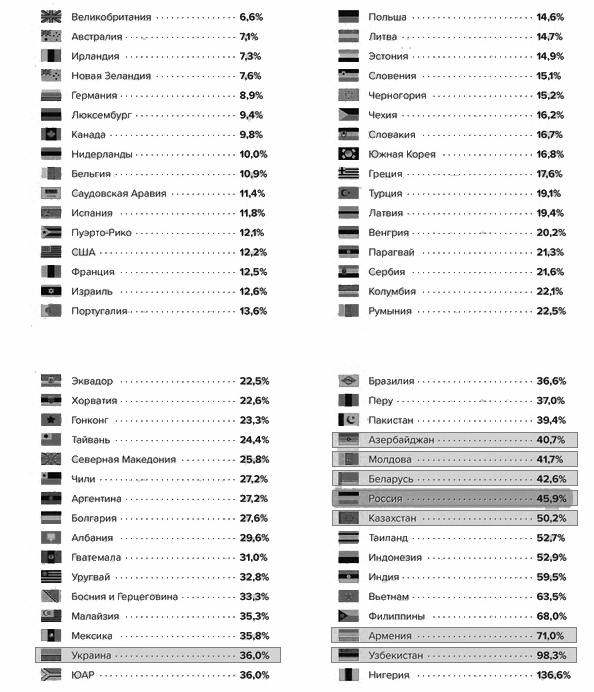 Великобритания 6,6%
Австралия 7,1%
Ирландия 7,3%
Новая Зеландия 7,6%
Германия 8,9%
Люксембург 9,4%
Канада 9,8%
Нидерланды 10,0%
Бельгия 10,9%
Саудовская Аравия 11,4%
Испания 11,8%
Пуэрто-Рико 12,1%
США 12,2%
Франция 12,5%
Израиль 12,6%
Португалия 13,6%
Польша 14,6%
Литва 14,7%
Эстония 14,9%
Словения 15,1%
Черногория 15,2%
Чехия 16,2%
Словакия 16,7%
Южная Корея 16,8%
Греция 17,6%
Турция 19,1%
Латвия 19,4%
Венгрия 20,2%
Парагвай 21,3%
Сербия 21,6%
Колумбия 22,1%
Румыния 22,5%
Эквадор 22,5%
Хорватия 22,6%
Гонконг 23,3%
Тайвань 24,4%
Северная Македония 25,8%
Чили 27,2%
Аргентина 27,2%
Болгария 27,6%
Албания 29,6%
Гватемала 31,0%
Уругвай 32,8%
Босния и Герцеговина 33,3%
Малайзия 35,3%
Мексика 35,8%
Украина 36,0%
ЮАР 36,0%
Бразилия 36,6%
Перу 37,0%
Пакистан 39,4%
Азербайджан 40,7%
Молдова 41,7%
Беларусь 42,6%
Россия 45,9%
Казахстан 50,2%
Таиланд 52,7%
Индонезия 52,9%
Индия 59,5%
Вьетнам 63,5%
Филиппины 68,0%
Армения 71,0%
Узбекистан 98,3%
Нигерия 136,6%